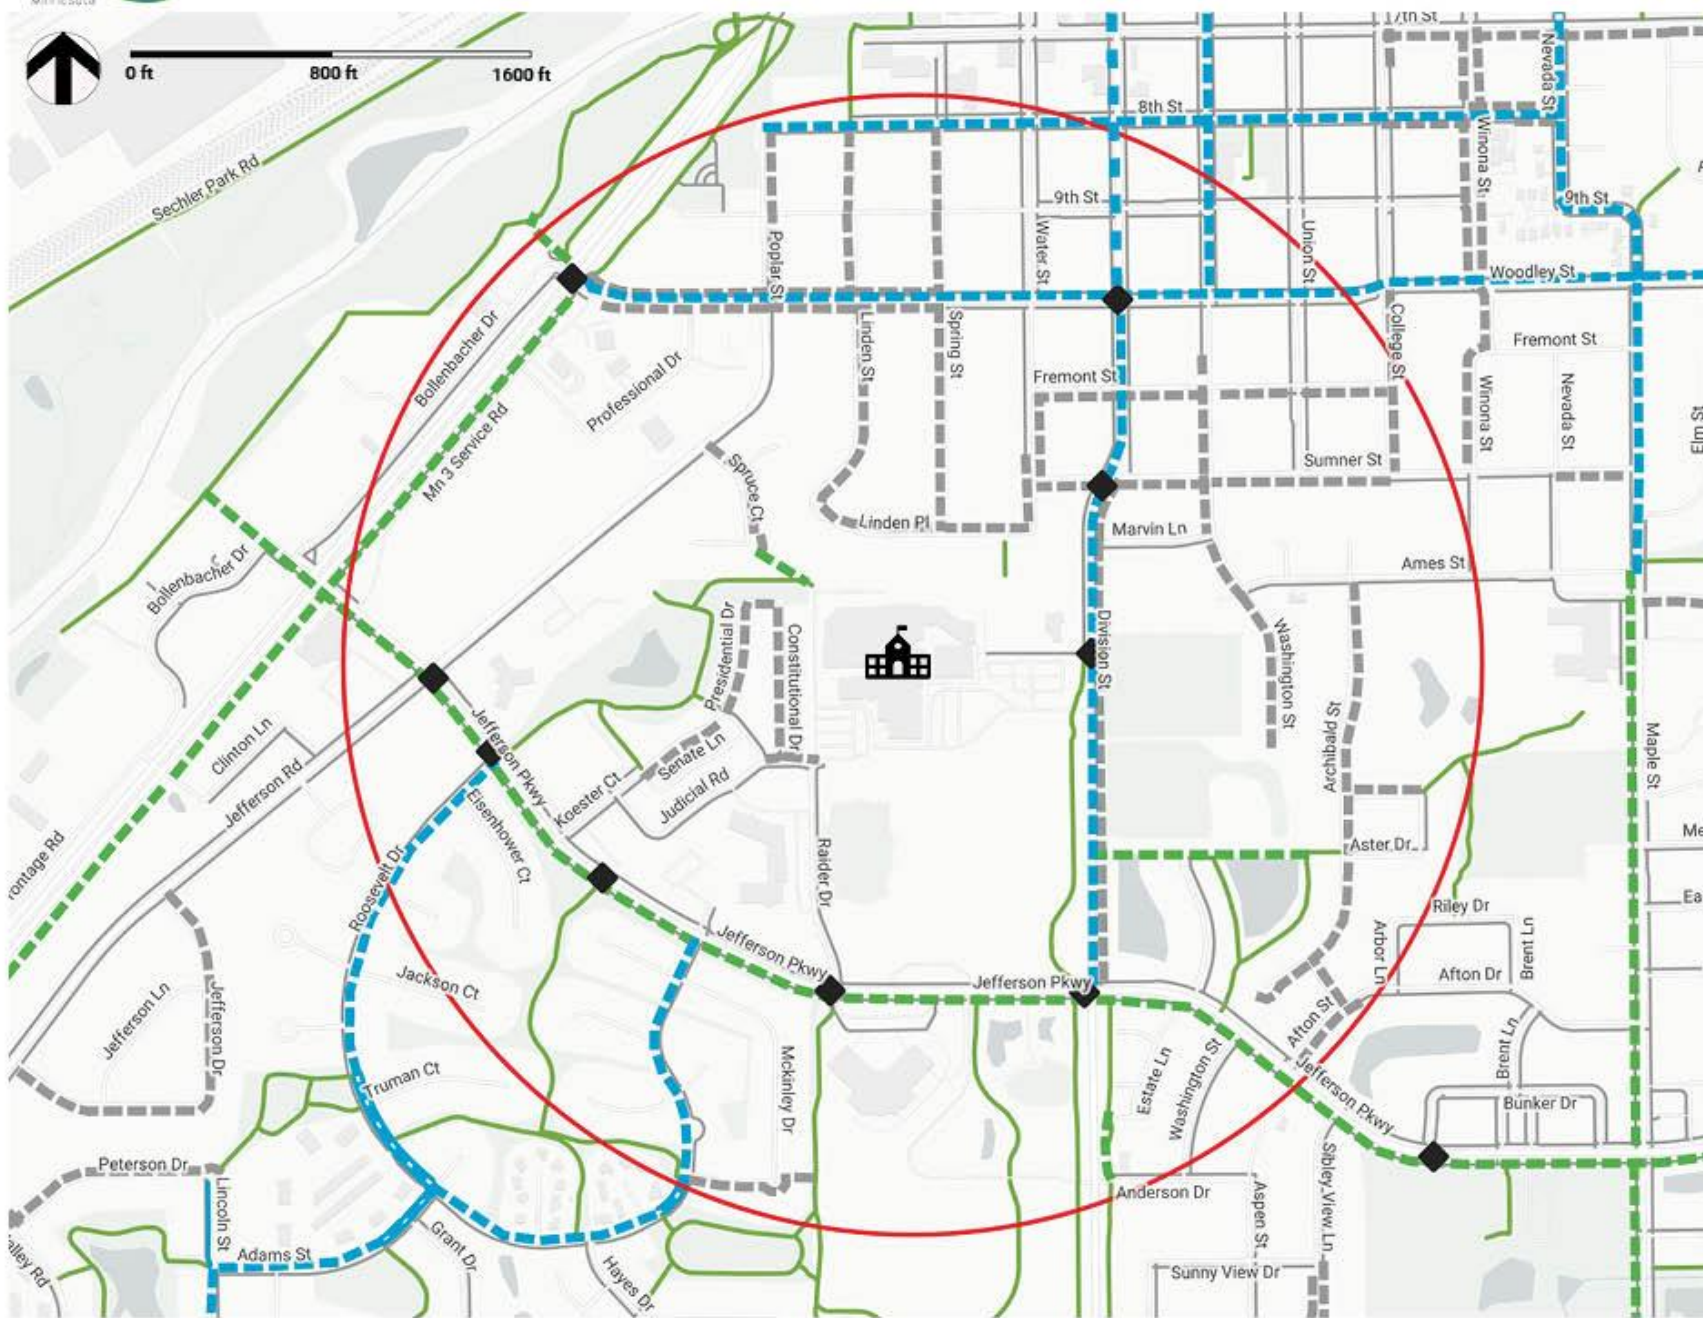 Minnesota
0 ft
800 ft
1600 ft
7th St
Nevada St
8th St
Winona St
Sechler Park Rd
9th St
9th St
Water St
Union St
Poplar St
Woodley St
Bollenbacher Dr
Linden St
Spring St
College St
Fremont St
Professional Dr
Fremont St
Winona St
Nevada St
Elm St
Mn 3 Service Rd
Spruce Ct
Sumner St
Linden Pl
Marvin Ln
Bollenbacher Dr
Ames St
Presidential Dr
Constitutional Dr
Division St
Washington St
Jefferson Pkwy
Clinton Ln
Senate Ln
Archibald St
Maple St
Jefferson Rd
Koester Ct
Judicial Rd
Eisenhower Ct
ontage Rd
Raider Dr
Aster Dr
Me
Roosevelt Dr
Ea
Riley Dr
Arbor Ln
Brent Ln
Jefferson Pkwy
Jackson Ct
Jefferson Pkwy
Afton Dr
Jefferson Ln
Jefferson Dr
Afton St
Brent Ln
Truman Ct
Mckinley Dr
Estate Ln
Washington St
Jefferson Pkwy
Bunker Dr
Peterson Dr
Lincoln St
Anderson Dr
Aspen St
Sibley View Ln
alley Rd
Adams St
Grant Dr
Hayes Dr
Sunny View Dr